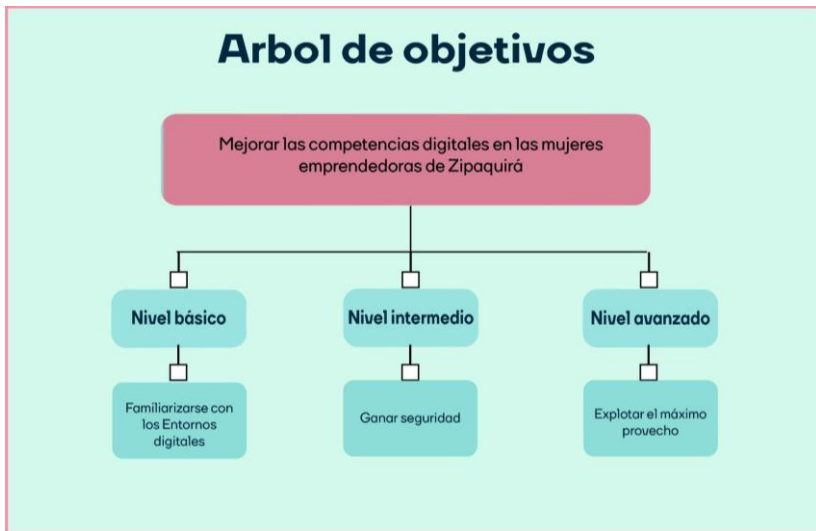 Arbol de objetivos
Mejorar las competencias digitales en las mujeres
emprendedoras de Zipaquirá
Nivel básico
Nivel intermedio
Nivel avanzado
Familiarizarse con
los Entornos
digitales
Ganar seguridad
Explotar el máximo
provecho